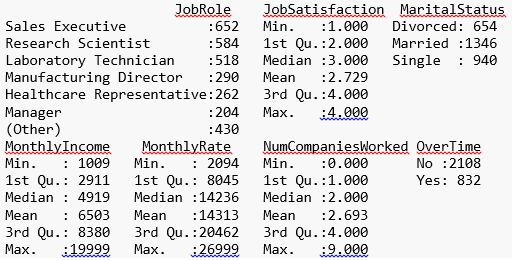 JobRole JobSatisfaction MaritalStatus
Sales Executive :652 Min. :1.000 Divorced: 654
Research Scientist :584 1st Qu.:2.000 Married :1346
Laboratory Technician :518 Median :3.000 Single : 940
Manufacturing Director :290 Mean :2.729
Healthcare Representative:262 3rd Qu.:4.000
Manager :204 Max. :4.000
(Other) :430
MonthlyIncome MonthlyRate NumCompaniesWorked OverTime
Min. : 1009 Min. : 2094 Min. :0.000 No :2108
1st Qu.: 2911 1st Qu.: 8045 1st Qu.:1.000 Yes: 832
Median : 4919 Median :14236 Median :2.000
Mean : 6503 Mean :14313 Mean :2.693
3rd Qu.: 8380 3rd Qu.:20462 3rd Qu.:4.000
Max. :19999 Max. :26999 Max. :9.000